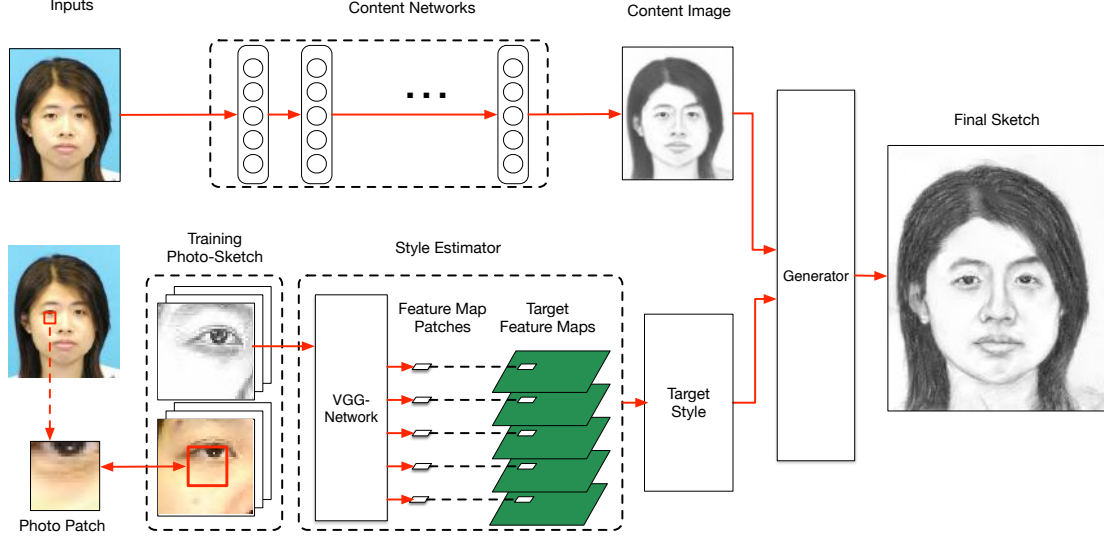 Inputs
Content Networks
Content Image
...
Final Sketch
Training
Photo-Sketch
Style Estimator
Generator
Feature Map
Patches
Target
Feature Maps
VGG-
Network
Target
Style
Photo Patch